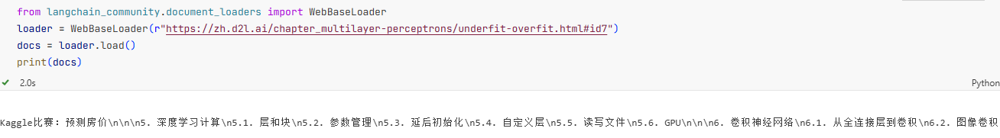 from langchain_community.document_loaders import WebBaseLoader
loader = WebBaseLoader(r"https://zh.d2l.ai/chapter_multilayer-perceptrons/underfit-overfit.html#id7")
docs = loader.load()
print(docs)
2.0s
Python
Kaggle比赛：预测房价\n\n\n5. 深度学习计算\n5.1. 层和块\n5.2. 参数管理\n5.3. 延后初始化\n5.4. 自定义层\n5.5. 读写文件\n5.6. GPU\n\n\n6. 卷积神经网络\n6.1. 从全连接层到卷积\n6.2. 图像卷积